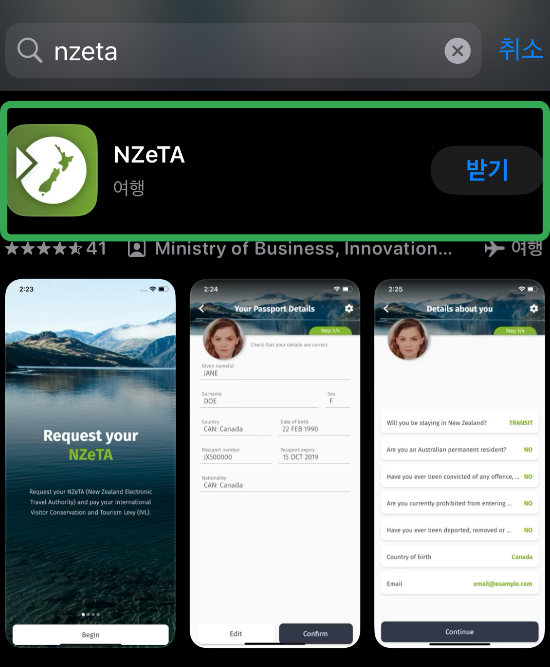 nzeta
취소
NZeTA
여행
받기
41
Ministry of Business, Innovation...
여행
2:23
Request your
NZeTA
Request your NZeTA (New Zealand Electronic
Travel Authority) and pay your international
Visitor Conservation and Tourism Levy (IVL).
Begin
2:24
Your Passport Details
Step 2/4
Check that your details are correct
Given name(s)
JANE
Surname
DOE
Sex
F
Country
CAN: Canada
Date of birth
22 FEB 1990
Passport number
JX500000
Passport expiry
15 OCT 2019
Nationality
CAN: Canada
Edit
Confirm
2:25
Details about you
Step 3/4
Will you be staying in New Zealand?
TRANSIT
Are you an Australian permanent resident?
NO
Have you ever been convicted of any offence, ...
NO
Are you currently prohibited from entering ...
NO
Have you ever been deported, removed or ...
NO
Country of birth
Canada
Email
email@example.com
Continue